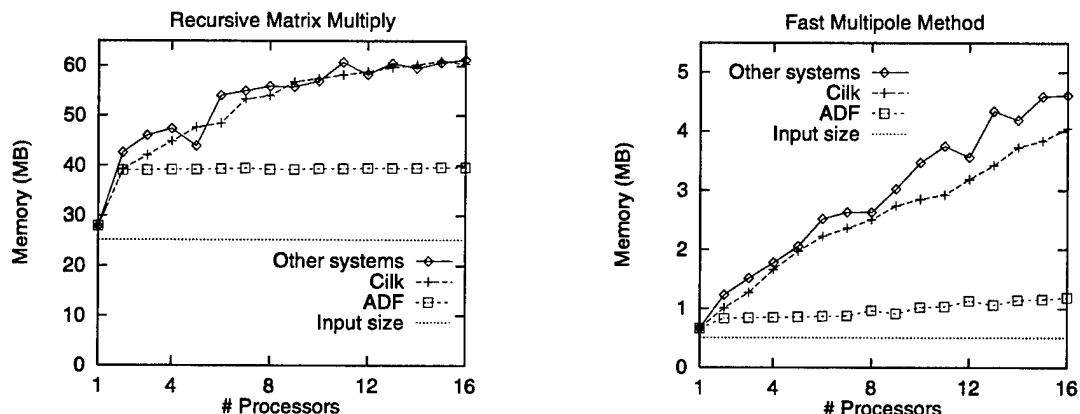 Recursive Matrix Multiply
60
50
40
30
20
10
0
Memory (MB)
Other systems
Cilk
ADF
Input size
1 4 8 12 16
# Processors
Fast Multipole Method
5
4
3
2
1
0
Memory (MB)
Other systems
Cilk
ADF
Input size
1 4 8 12 16
# Processors